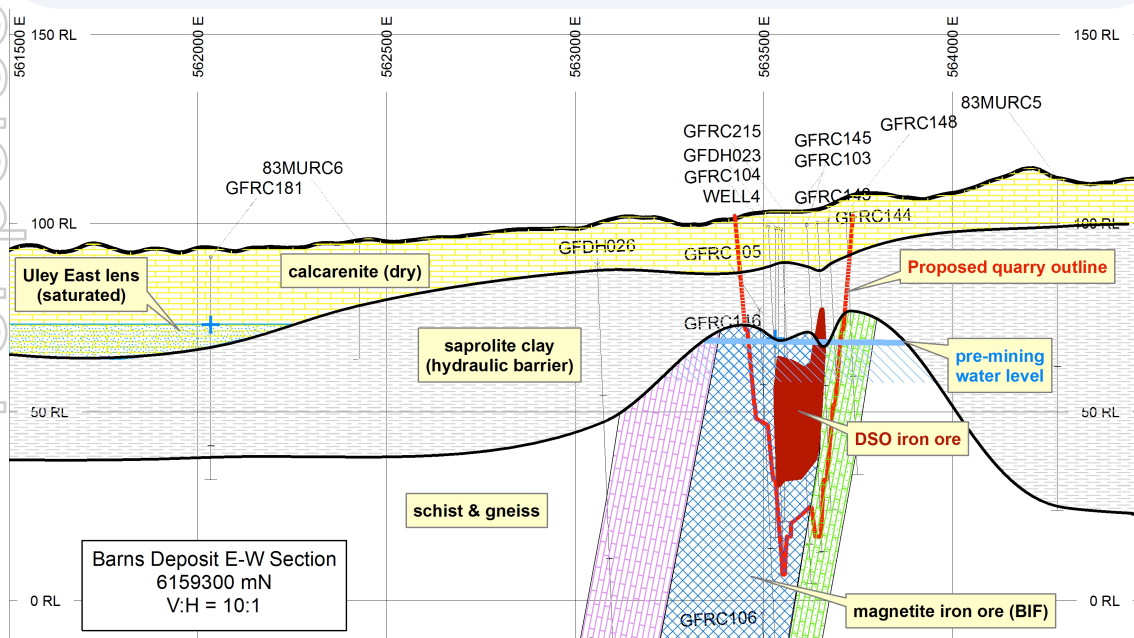 561500 E
562000 E
562500 E
563000 E
563500 E
564000 E
150 RL
150 RL
83MURC5
GFRC148
GFRC215
GFRC145
GFDH023
GFRC103
83MURC6
GFRC104
GFRC181
WELL4
GFRC143
GFRC144
100 RL
100 RL
GFDH026
GFRC105
Uley East lens
(saturated)
calcarenite (dry)
Proposed quarry outline
GFRC146
saprolite clay
(hydraulic barrier)
pre-mining
water level
50 RL
50 RL
DSO iron ore
schist & gneiss
Barns Deposit E-W Section
6159300 mN
V:H = 10:1
0 RL
0 RL
magnetite iron ore (BIF)
GFRC106